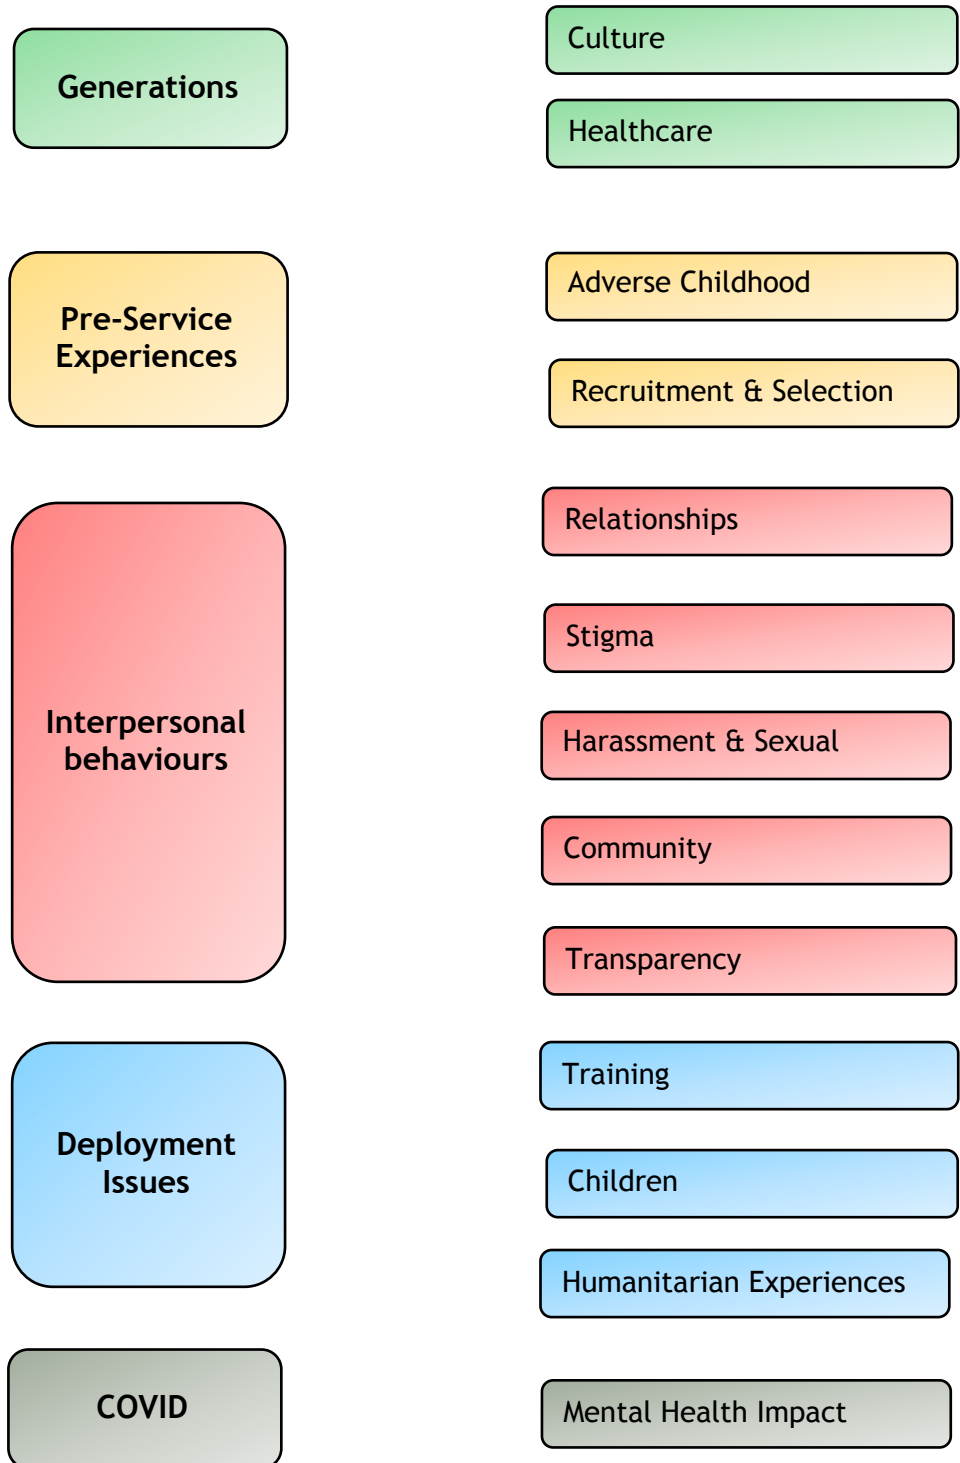 Generations
Culture
Healthcare
Pre-Service
Experiences
Adverse Childhood
Recruitment & Selection
Interpersonal
behaviours
Relationships
Stigma
Harassment & Sexual
Community
Transparency
Deployment
Issues
Training
Children
Humanitarian Experiences
COVID
Mental Health Impact